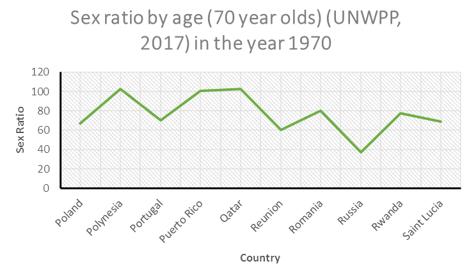 Sex ratio by age (70 year olds) (UNWPP,
2017) in the year 1970
120
100
80
60
40
20
0
Sex Ratio
Poland
Polynesia
Portugal
Puerto Rico
Qatar
Reunion
Romania
Russia
Rwanda
Saint Lucia
Country